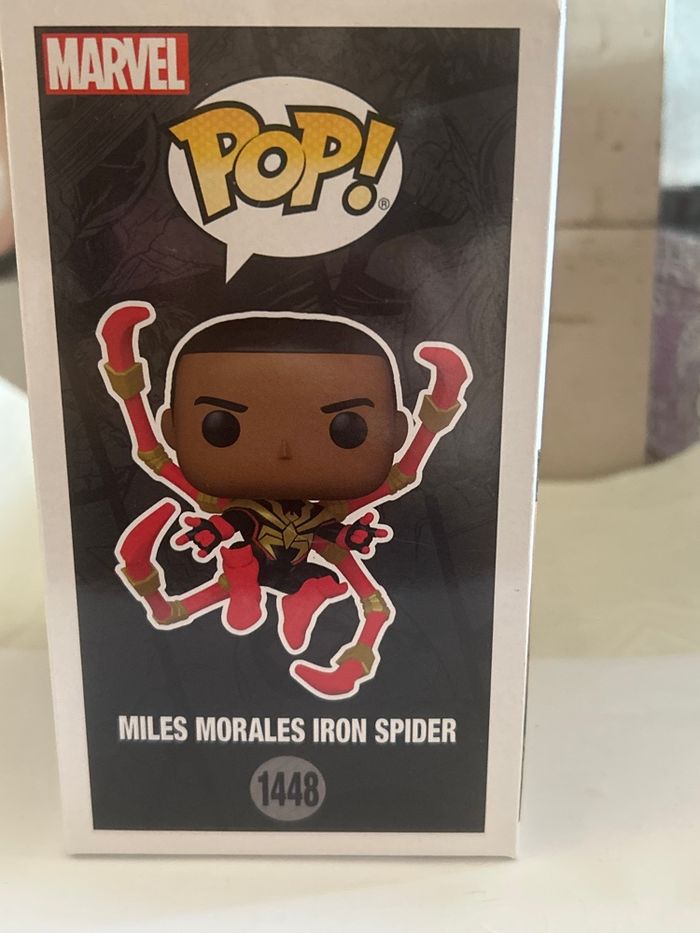 MARVEL
POP! ®
MILES MORALES IRON SPIDER
1448